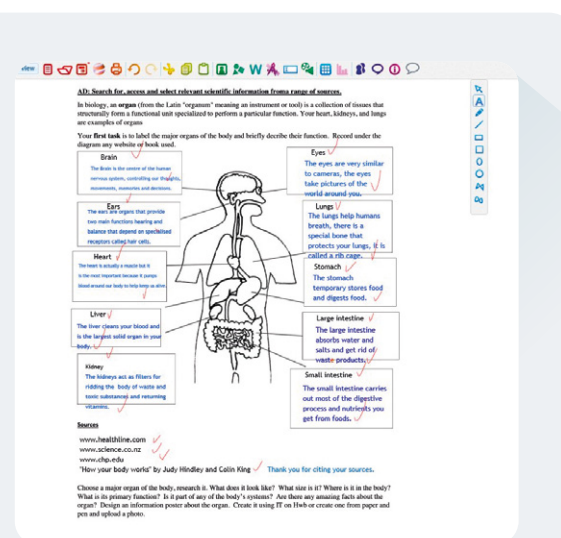 view
W
A
AD: Search for, access and select relevant scientific information froma range of sources.
In biology, an organ (from the Latin "organum" meaning an instrument or tool) is a collection of tissues that
structurally form a functional unit specialized to perform a particular function. Your heart, kidneys, and lungs
are examples of organs
Your first task is to label the major organs of the body and briefly decribe their function. Record under the
diagram any website or book used.
Brain
The Brain is the centre of the human
nervous system, controlling our thoughts,
movements, memories and decisions.
Ears
The ears are organs that provide
two main functions hearing and
balance that depend on specialised
receptors called hair cells.
Heart
The heart is actually a muscle but it
is the most important because it pumps
blood around our body to help keep us alive.
Liver
The liver cleans your blood and
is the largest solid organ in your
body.
Kidney
The kidneys act as filters for
ridding the body of waste and
toxic substances and returning
vitamins.
Eyes
The eyes are very similar
to cameras, the eyes
take pictures of the
world around you.
Lungs
The lungs help humans
breath, there is a
special bone that
protects your lungs, it is
called a rib cage.
Stomach
The stomach
temporary stores food
and digests food.
Large intestine
The large intestine
absorbs water and
salts and get rid of
waste products.
Small intestine
The small intestine carries
out most of the digestive
process and nutrients you
get from foods.
Sources
www.healthline.com
www.science.co.nz
www.chp.edu
"How your body works" by Judy Hindley and Colin King Thank you for citing your sources.
Choose a major organ of the body, research it. What does it look like? What size is it? Where is it in the body?
What is its primary function? Is it part of any of the body's systems? Are there any amazing facts about the
organ? Design an information poster about the organ. Create it using IT on Hwb or create one from paper and
pen and upload a photo.